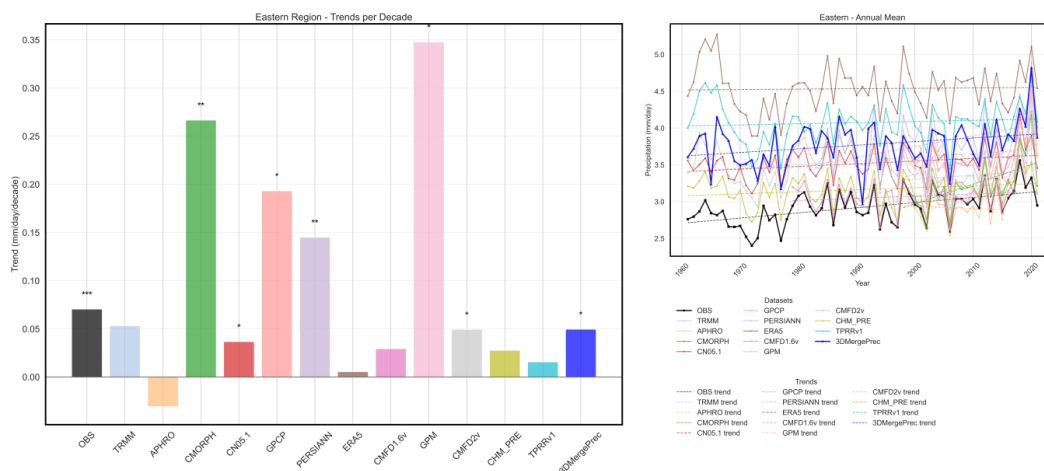 Eastern Region - Trends per Decade
Trend (mm/day/decade)
0.35
0.30
0.25
0.20
0.15
0.10
0.05
0.00
***
**
*
*
**
*
*
*
OBS
TRMM
APHRO
CMORPH
CN05.1
GPCP
PERSIANN
ERA5
CMFD1.6v
GPM
CMFD2v
CHM_PRE
TPRRv1
3DMergePrec
Eastern - Annual Mean
Precipitation (mm/day)
5.0
4.5
4.0
3.5
3.0
2.5
1960
1970
1980
1990
2000
2010
2020
Year
Datasets
OBS
TRMM
APHRO
CMORPH
CN05.1
GPCP
PERSIANN
ERA5
CMFD1.6v
GPM
CMFD2v
CHM_PRE
TPRRv1
3DMergePrec
Trends
OBS trend
TRMM trend
APHRO trend
CMORPH trend
CN05.1 trend
GPCP trend
PERSIANN trend
ERA5 trend
CMFD1.6v trend
GPM trend
CMFD2v trend
CHM_PRE trend
TPRRv1 trend
3DMergePrec trend